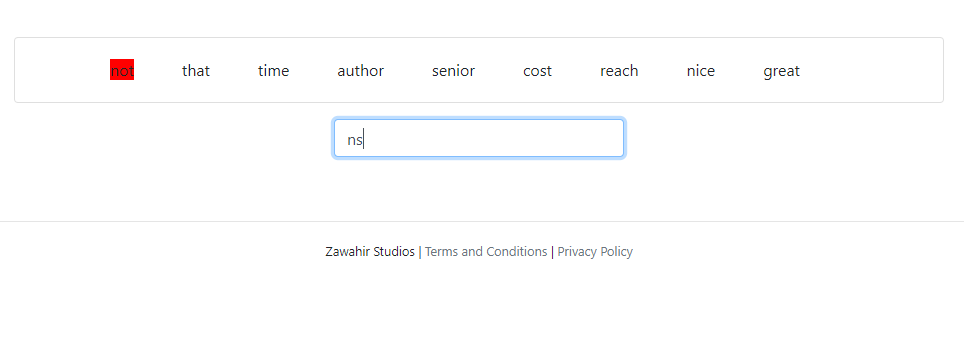 not that time author senior cost reach nice great
ns
Zawahir Studios | Terms and Conditions | Privacy Policy